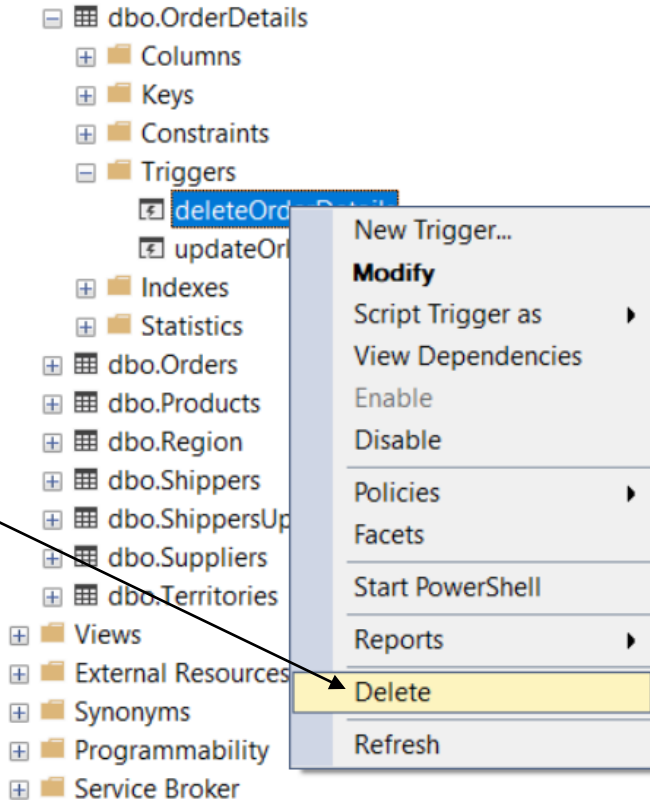 dbo.OrderDetails
Columns
Keys
Constraints
Triggers
deleteOrderDetails
New Trigger...
updateOrl
Modify
Indexes
Script Trigger as
Statistics
View Dependencies
dbo.Orders
Enable
dbo.Products
Disable
dbo.Region
dbo.Shippers
Policies
dbo.ShippersUp
Facets
dbo.Suppliers
Start PowerShell
dbo.Territories
Views
Reports
External Resources
Delete
Synonyms
Refresh
Programmability
Service Broker